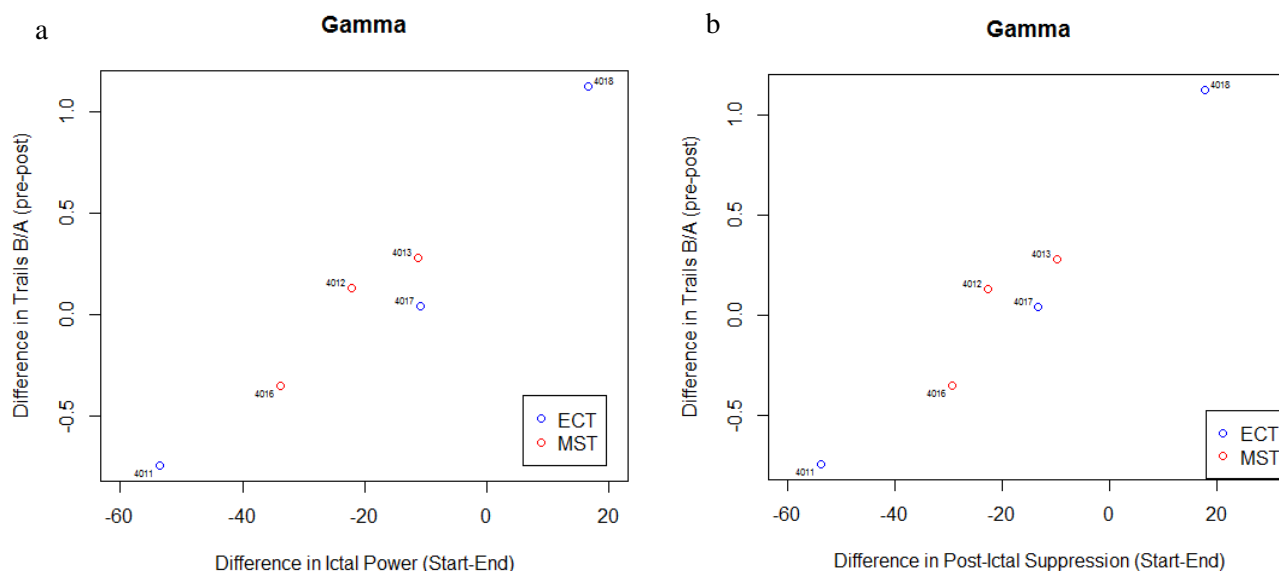 a
Gamma
Difference in Trails B/A (pre-post)
1.0
0.5
0.0
-0.5
4018
4013
4012
4017
4016
4011
ECT
MST
-60 -40 -20 0 20
Difference in Ictal Power (Start-End)
b
Gamma
Difference in Trails B/A (pre-post)
1.0
0.5
0.0
-0.5
4018
4013
4012
4017
4016
4011
ECT
MST
-60 -40 -20 0 20
Difference in Post-Ictal Suppression (Start-End)